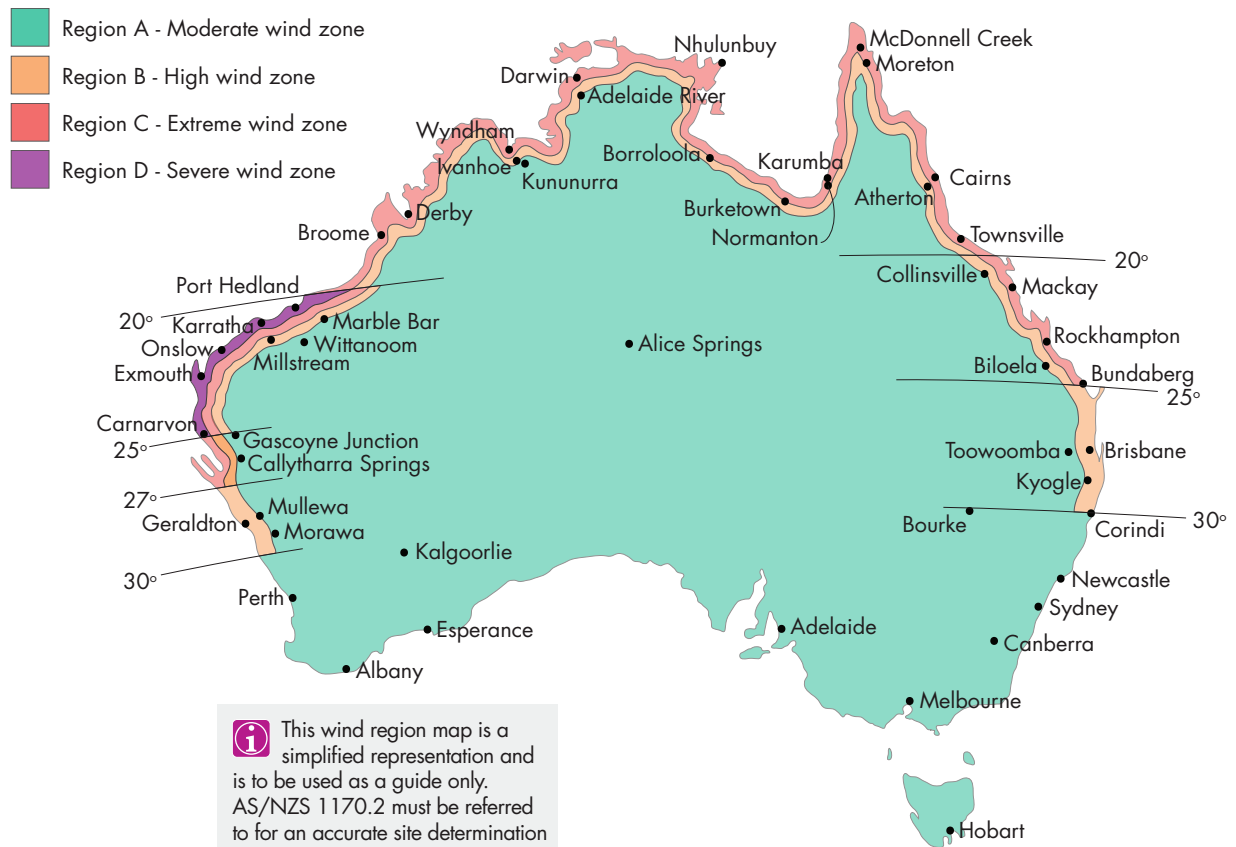 Region A - Moderate wind zone
Region B - High wind zone
Region C - Extreme wind zone
Region D - Severe wind zone
McDonnell Creek
Nhulunbuy
Moreton
Darwin
Adelaide River
Wyndham
Borroloola
Karumba
Ivanhoe
Kununurra
Cairns
Atherton
Derby
Burketown
Broome
Normanton
Townsville
20°
Collinsville
Port Hedland
Mackay
20°
Karratha
Marble Bar
Rockhampton
Onslow
Wittanoom
Alice Springs
Millstream
Biloela
Exmouth
Bundaberg
25°
Carnarvon
25°
Gascoyne Junction
Toowoomba
Brisbane
Callytharra Springs
Kyogle
27°
Mullewa
Geraldton
Bourke
30°
Corindi
Morawa
Kalgoorlie
30°
Newcastle
Perth
Sydney
Esperance
Adelaide
Canberra
Albany
Melbourne
i This wind region map is a
simplified representation and
is to be used as a guide only.
AS/NZS 1170.2 must be referred
to for an accurate site determination
Hobart